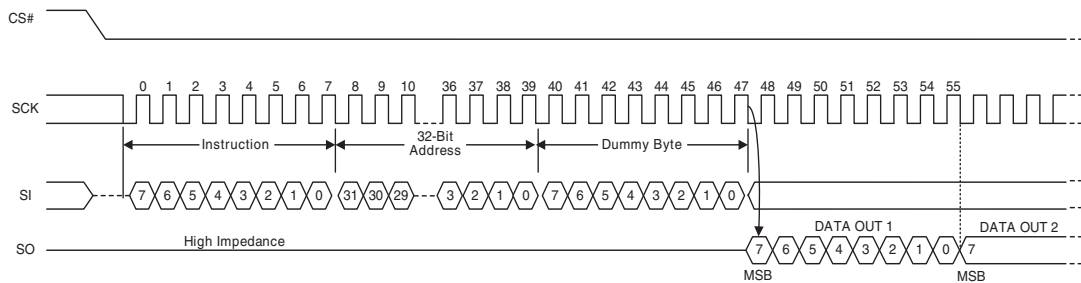 CS#
0 1 2 3 4 5 6 7 8 9 10 36 37 38 39 40 41 42 43 44 45 46 47 48 49 50 51 52 53 54 55
SCK
Instruction
32-Bit
Address
Dummy Byte
SI
7 6 5 4 3 2 1 0 31 30 29 3 2 1 0 7 6 5 4 3 2 1 0
DATA OUT 1
DATA OUT 2
High Impedance
SO
7 6 5 4 3 2 1 0 7
MSB
MSB